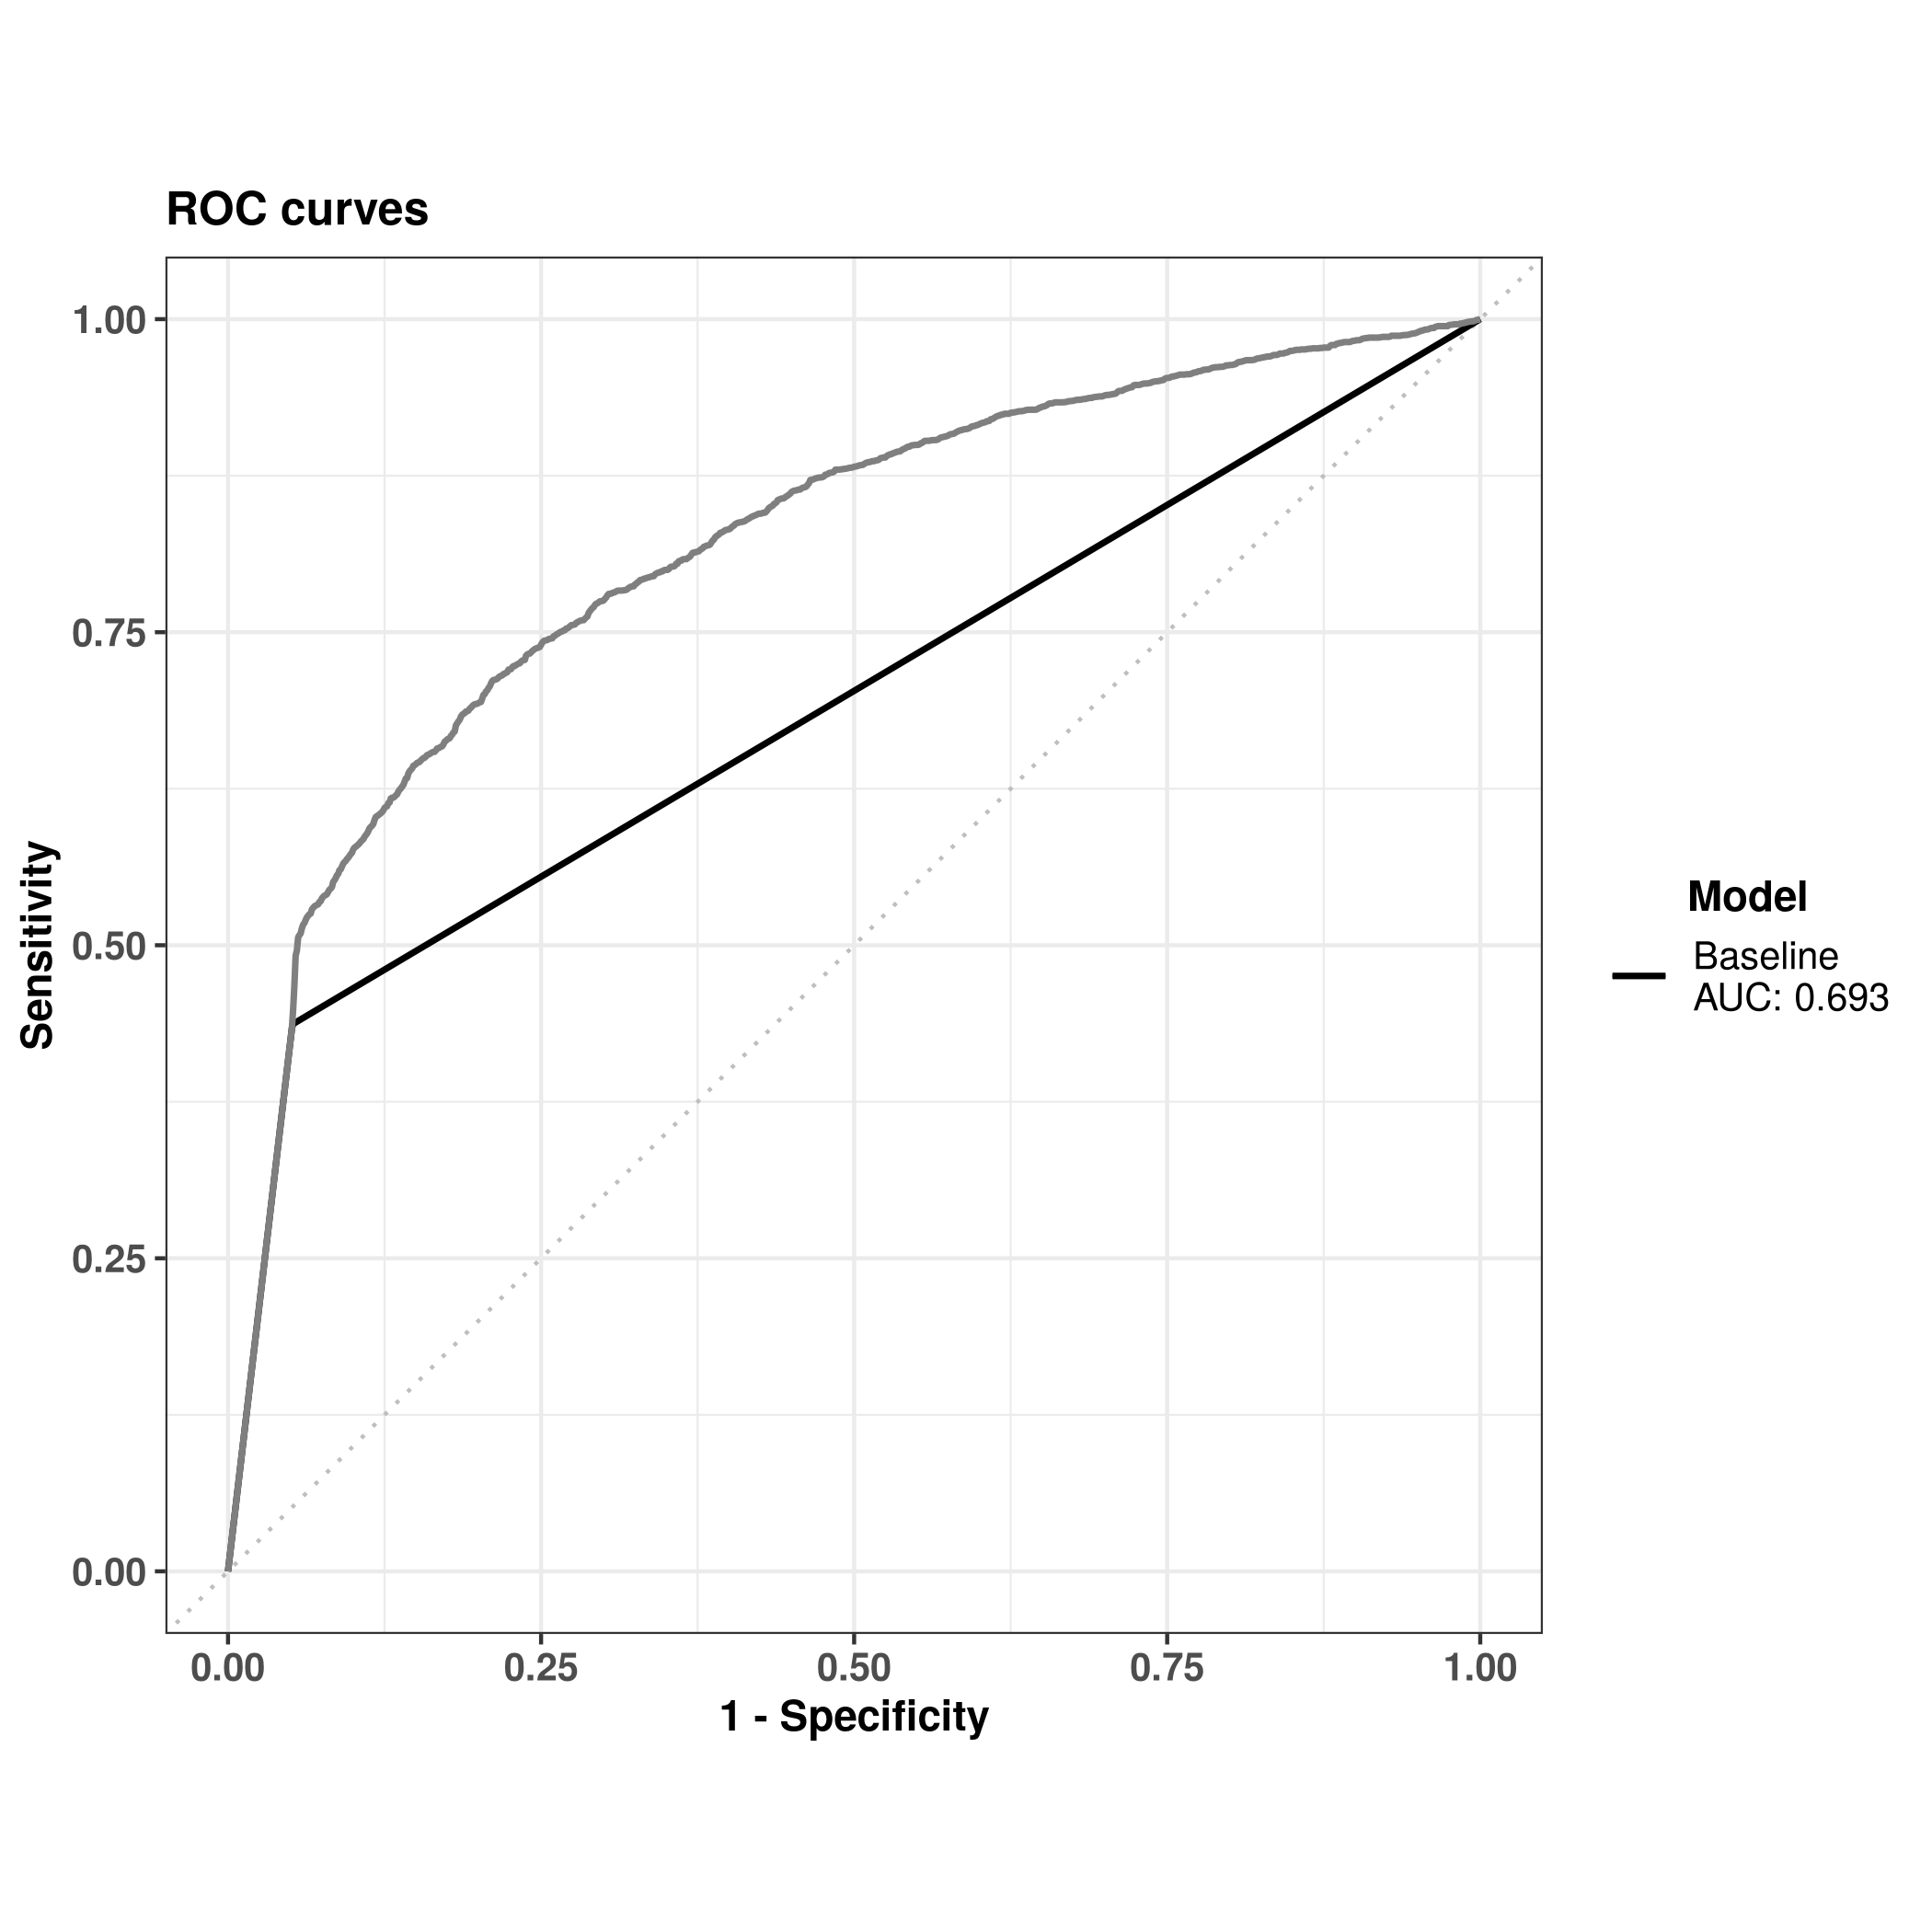 ROC curves
1.00
0.75
0.50
0.25
0.00
Sensitivity
0.00 0.25 0.50 0.75 1.00
1 - Specificity
Model
Baseline
AUC: 0.693